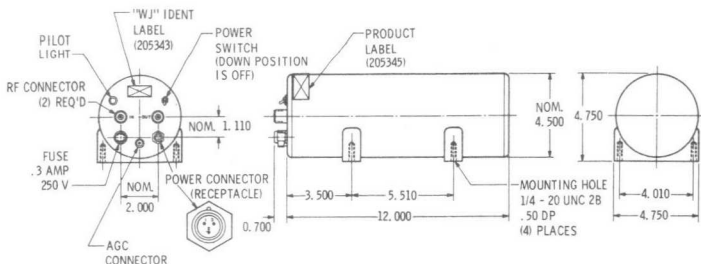 "WJ" IDENT
LABEL
(205343)
PILOT
LIGHT
POWER
SWITCH
(DOWN POSITION
IS OFF)
PRODUCT
LABEL
(205345)
RF CONNECTOR
(2) REQ'D
IN
OUT
NOM. 1.110
NOM.
4.500
4.750
FUSE
.3 AMP
250 V
NOM.
2.000
POWER CONNECTOR
(RECEPTACLE)
AGC
CONNECTOR
0.700
3.500
5.510
12.000
MOUNTING HOLE
1/4 - 20 UNC 2B
.50 DP
(4) PLACES
4.010
4.750